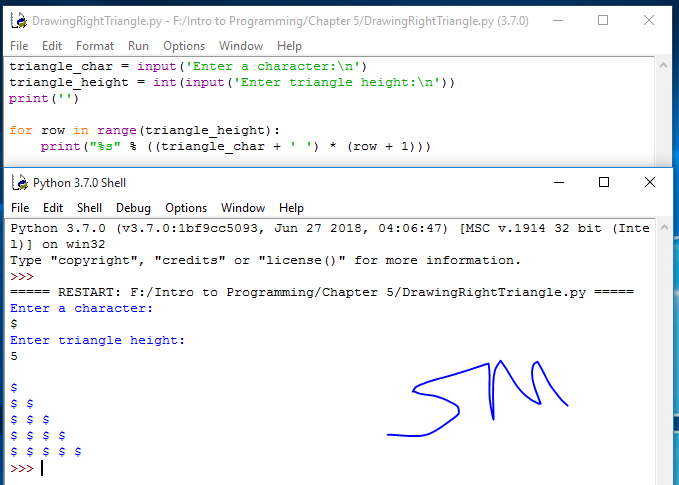 DrawingRightTriangle.py - F:/Intro to Programming/Chapter 5/DrawingRightTriangle.py (3.7.0)
File Edit Format Run Options Window Help
triangle_char = input('Enter a character:\n')
triangle_height = int(input('Enter triangle height:\n'))
print('')
for row in range(triangle_height):
    print("%s" % ((triangle_char + ' ') * (row + 1)))
Python 3.7.0 Shell
File Edit Shell Debug Options Window Help
Python 3.7.0 (v3.7.0:1bf9cc5093, Jun 27 2018, 04:06:47) [MSC v.1914 32 bit (Inte
l)] on win32
Type "copyright", "credits" or "license()" for more information.
>>>
===== RESTART: F:/Intro to Programming/Chapter 5/DrawingRightTriangle.py =====
Enter a character:
$
Enter triangle height:
5
$
$ $
$ $ $
$ $ $ $
$ $ $ $ $
>>>